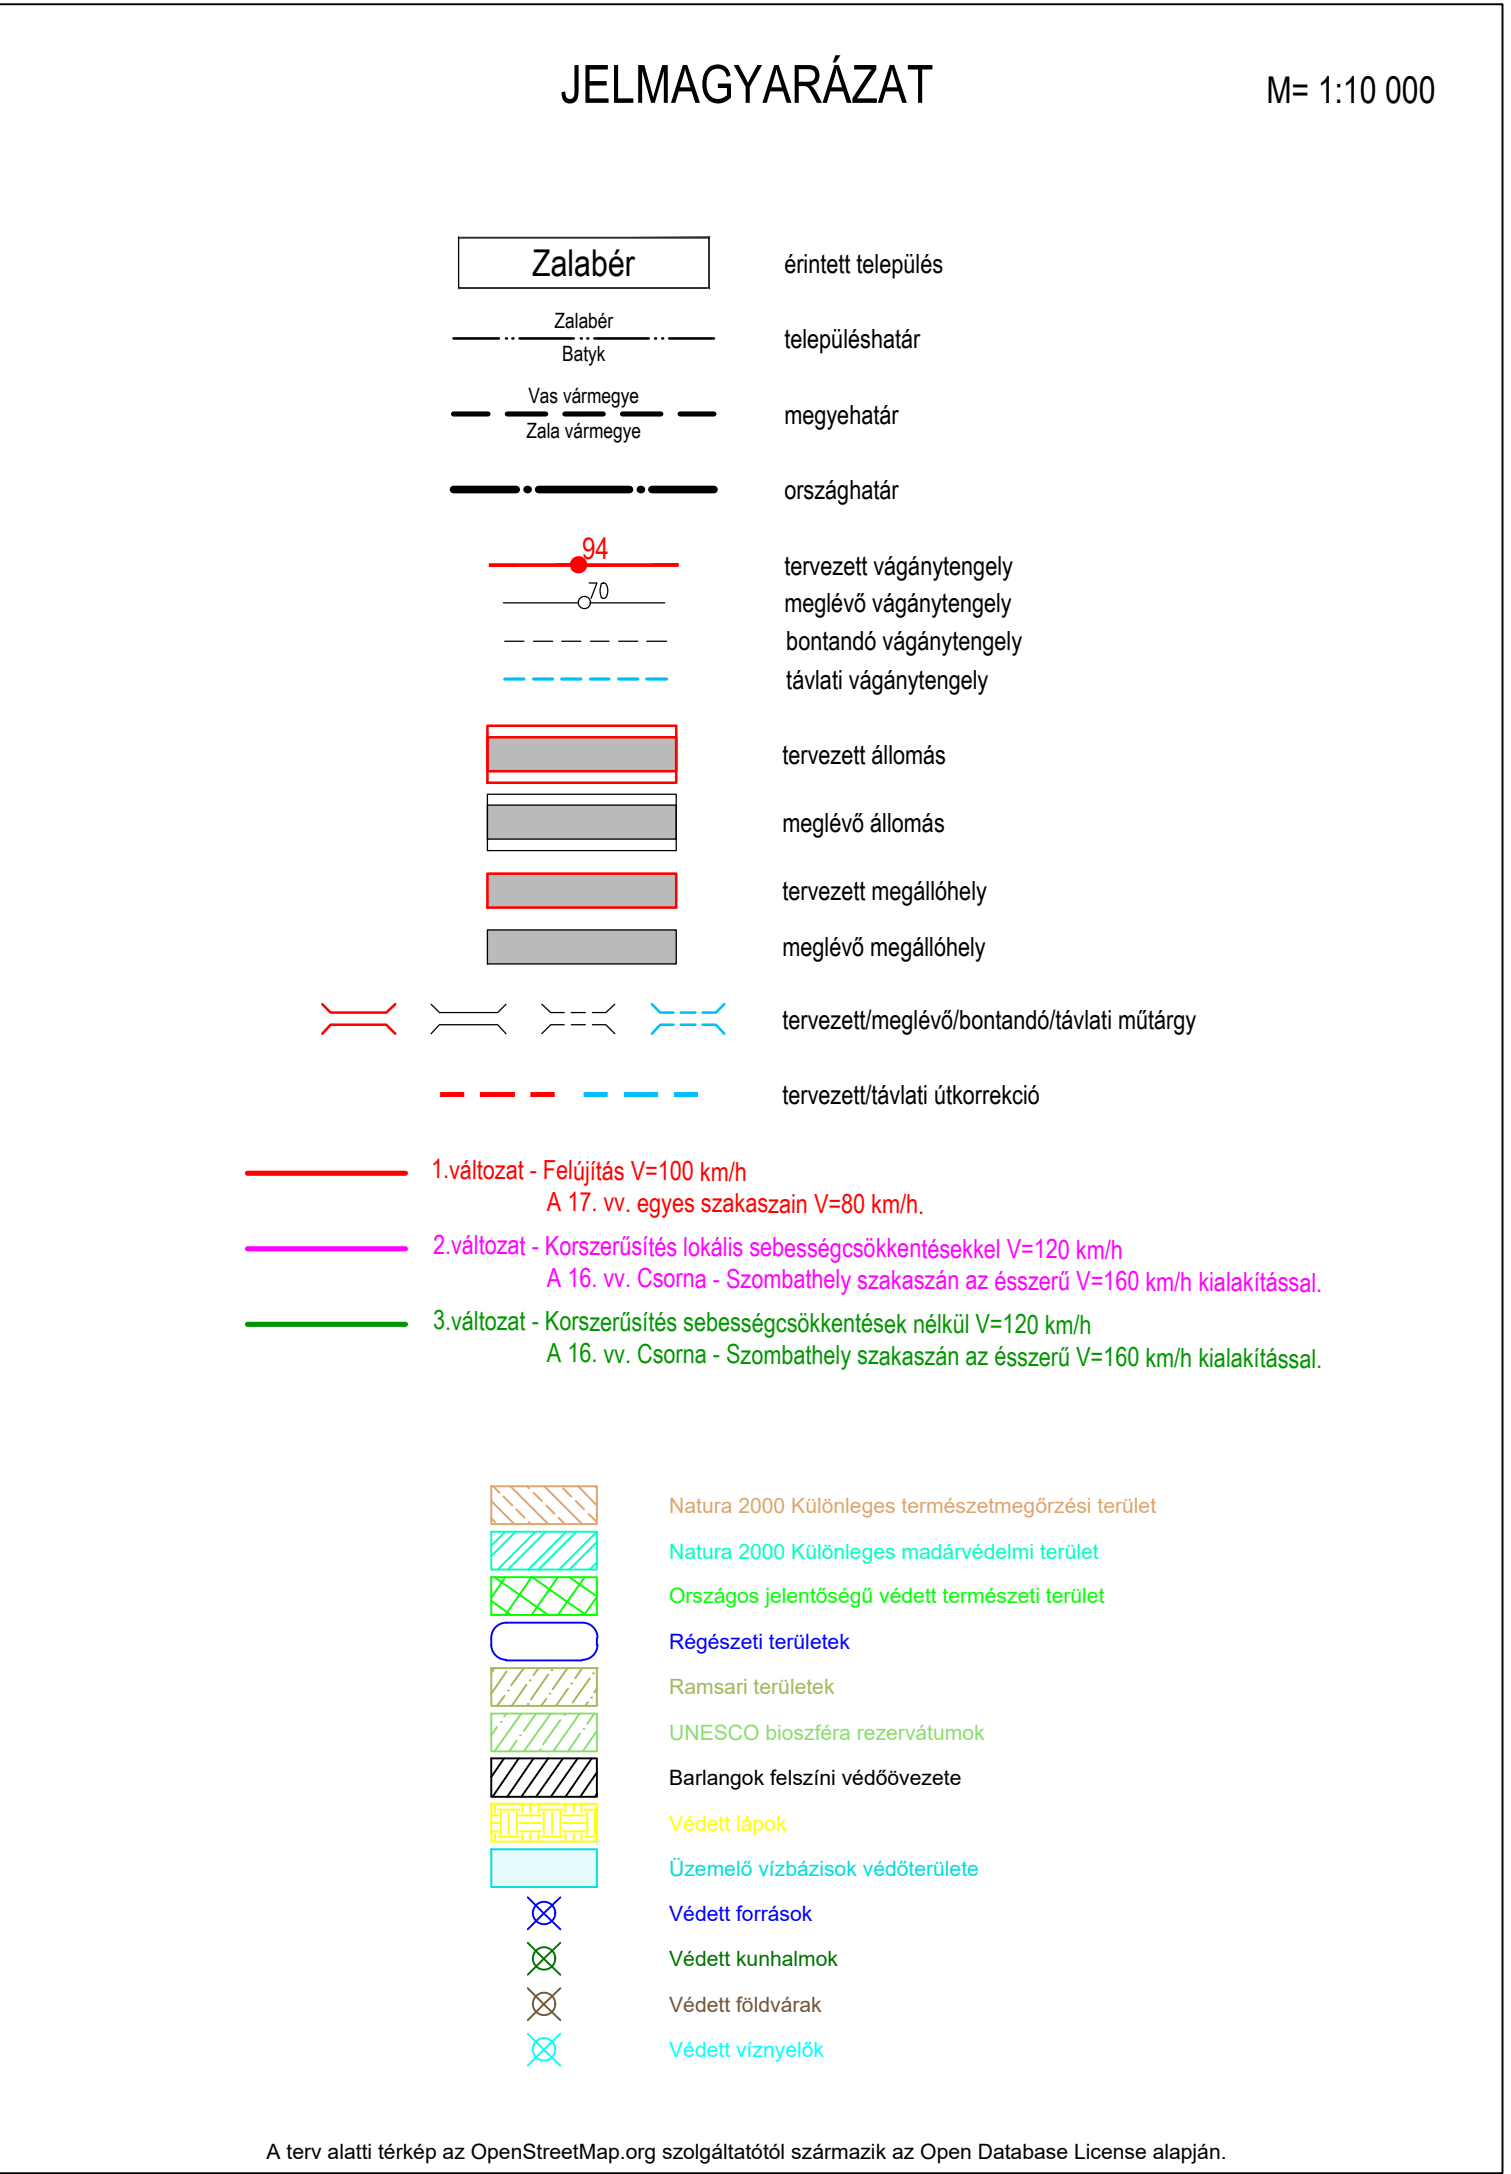 JELMAGYARÁZAT
M= 1:10 000
Zalabér
érintett település
Zalabér
Batyk
településhatár
Vas vármegye
Zala vármegye
megyehatár
országhatár
94
tervezett vágánytengely
70
meglévő vágánytengely
bontandó vágánytengely
távlati vágánytengely
tervezett állomás
meglévő állomás
tervezett megállóhely
meglévő megállóhely
tervezett/meglévő/bontandó/távlati műtárgy
tervezett/távlati útkorrekció
1.változat - Felújítás V=100 km/h
A 17. vv. egyes szakaszain V=80 km/h.
2.változat - Korszerűsítés lokális sebességcsökkentésekkel V=120 km/h
A 16. vv. Csorna - Szombathely szakaszán az ésszerű V=160 km/h kialakítással.
3.változat - Korszerűsítés sebességcsökkentések nélkül V=120 km/h
A 16. vv. Csorna - Szombathely szakaszán az ésszerű V=160 km/h kialakítással.
Natura 2000 Különleges természetmegőrzési terület
Natura 2000 Különleges madárvédelmi terület
Országos jelentőségű védett természeti terület
Régészeti területek
Ramsari területek
UNESCO bioszféra rezervátumok
Barlangok felszíni védőövezete
Védett lápok
Üzemelő vízbázisok védőterülete
Védett források
Védett kunhalmok
Védett földvárak
Védett víznyelők
A terv alatti térkép az OpenStreetMap.org szolgáltatótól származik az Open Database License alapján.